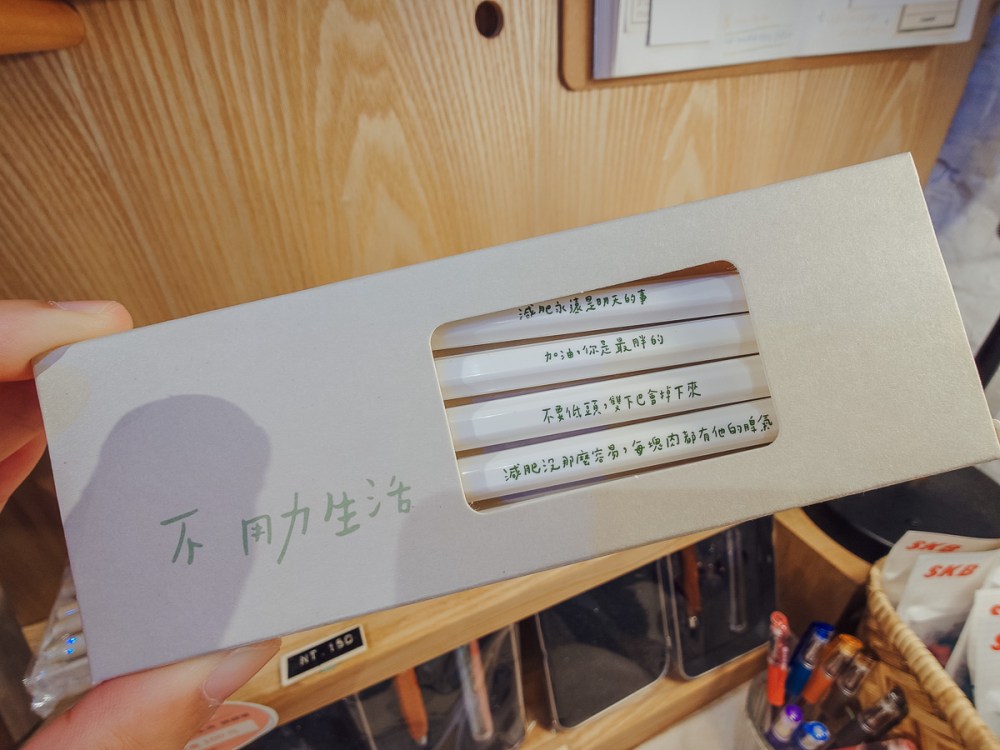 減肥永遠是明天的事
加油,你是最胖的
不要低頭,雙下巴會掉下來
減肥沒那麼容易,每塊肉都有他的脾氣
不用力生活
NT.150
SKB
SKB